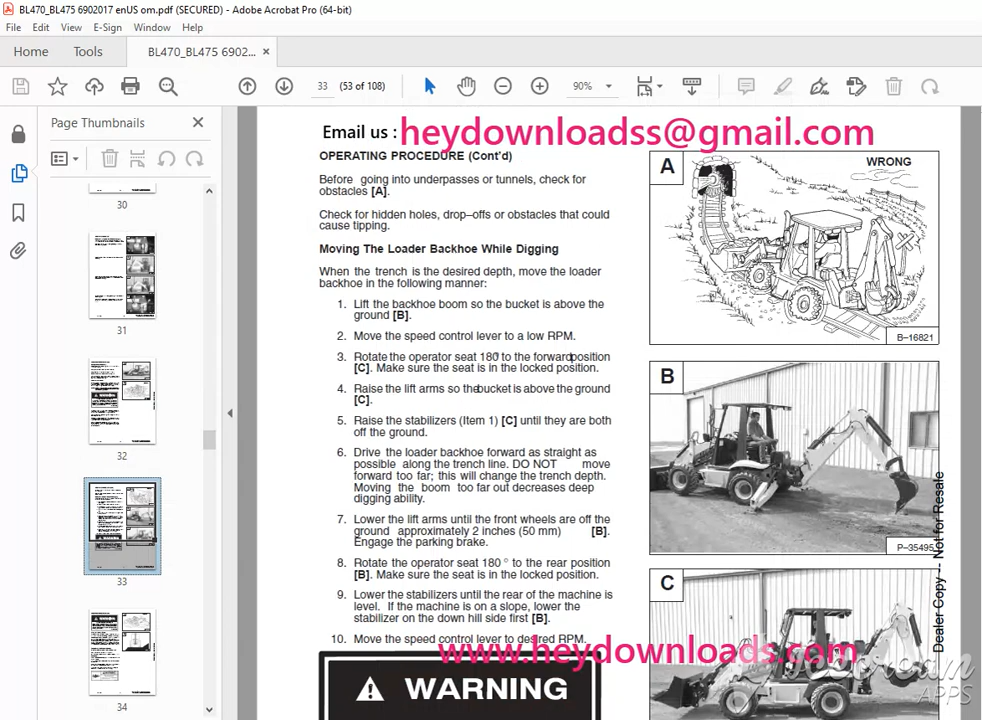 BL470_BL475 6902017 enUS om.pdf (SECURED) - Adobe Acrobat Pro (64-bit)
File Edit View E-Sign Window Help
Home Tools BL470_BL475 6902... ×
33 (53 of 108) 90%
Page Thumbnails
30
31
32
33
34
Email us : heydownloadss@gmail.com
OPERATING PROCEDURE (Cont'd)
Before going into underpasses or tunnels, check for
obstacles [A].
Check for hidden holes, drop–offs or obstacles that could
cause tipping.
Moving The Loader Backhoe While Digging
When the trench is the desired depth, move the loader
backhoe in the following manner:
1. Lift the backhoe boom so the bucket is above the
ground [B].
2. Move the speed control lever to a low RPM.
3. Rotate the operator seat 180° to the forward position
[C]. Make sure the seat is in the locked position.
4. Raise the lift arms so the bucket is above the ground
[C].
5. Raise the stabilizers (Item 1) [C] until they are both
off the ground.
6. Drive the loader backhoe forward as straight as
possible along the trench line. DO NOT move
forward too far; this will change the trench depth.
Moving the boom too far out decreases deep
digging ability.
7. Lower the lift arms until the front wheels are off the
ground approximately 2 inches (50 mm) [B].
Engage the parking brake.
8. Rotate the operator seat 180 ° to the rear position
[B]. Make sure the seat is in the locked position.
9. Lower the stabilizers until the rear of the machine is
level. If the machine is on a slope, lower the
stabilizer on the down hill side first [B].
10. Move the speed control lever to desired RPM.
WARNING
A
WRONG
B–16821
B
P–35495
C
Dealer Copy -- Not for Resale
www.heydownloads.com
APPS